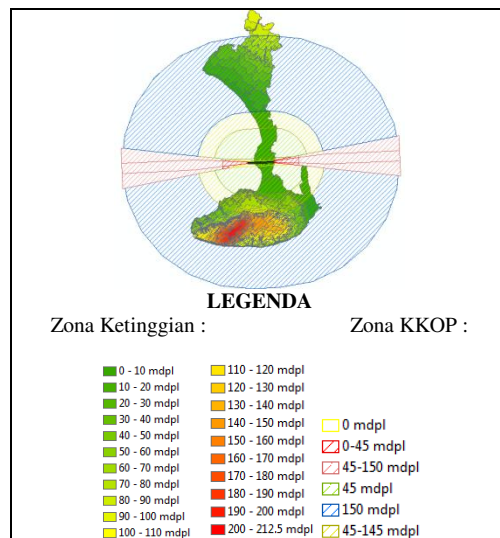 LEGENDA
Zona Ketinggian : Zona KKOP :
0 - 10 mdpl
10 - 20 mdpl
20 - 30 mdpl
30 - 40 mdpl
40 - 50 mdpl
50 - 60 mdpl
60 - 70 mdpl
70 - 80 mdpl
80 - 90 mdpl
90 - 100 mdpl
100 - 110 mdpl
110 - 120 mdpl
120 - 130 mdpl
130 - 140 mdpl
140 - 150 mdpl
150 - 160 mdpl
160 - 170 mdpl
170 - 180 mdpl
180 - 190 mdpl
190 - 200 mdpl
200 - 212.5 mdpl
0 mdpl
0-45 mdpl
45-150 mdpl
45 mdpl
150 mdpl
45-145 mdpl